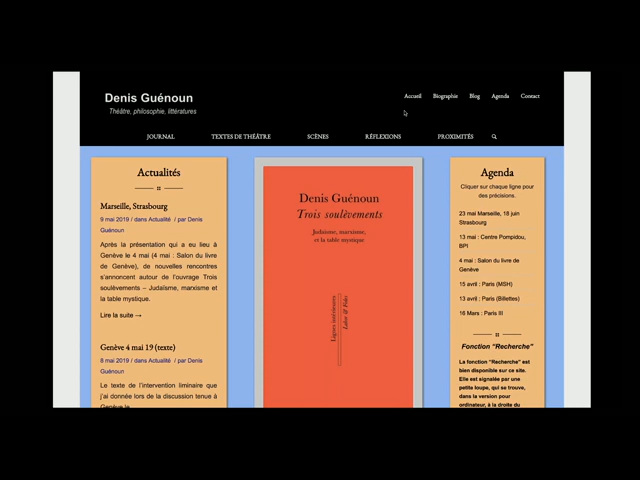 Denis Guénoun
Théâtre, philosophie, littératures
Accueil Biographie Blog Agenda Contact
JOURNAL TEXTES DE THÉÂTRE SCÈNES RÉFLEXIONS PROXIMITÉS
Actualités
Marseille, Strasbourg
9 mai 2019 / dans Actualité / par Denis
Guénoun
Après la présentation qui a eu lieu à
Genève le 4 mai (4 mai : Salon du livre
de Genève), de nouvelles rencontres
s'annoncent autour de l'ouvrage Trois
soulèvements – Judaïsme, marxisme et
la table mystique.
Lire la suite →
Genève 4 mai 19 (texte)
8 mai 2019 / dans Actualité / par Denis
Guénoun
Le texte de l'intervention liminaire que
j'ai donnée lors de la discussion tenue à
Genève le
Denis Guénoun
Trois soulèvements
Judaïsme, marxisme,
et la table mystique
Lignes intérieures
Labor & Fides
Agenda
Cliquer sur chaque ligne pour
des précisions.
23 mai Marseille, 18 juin
Strasbourg
13 mai : Centre Pompidou,
BPI
4 mai : Salon du livre de
Genève
15 avril : Paris (MSH)
13 avril : Paris (Billettes)
16 Mars : Paris III
Fonction "Recherche"
La fonction "Recherche" est
bien disponible sur ce site.
Elle est signalée par une
petite loupe, qui se trouve,
dans la version pour
ordinateur, à la droite du